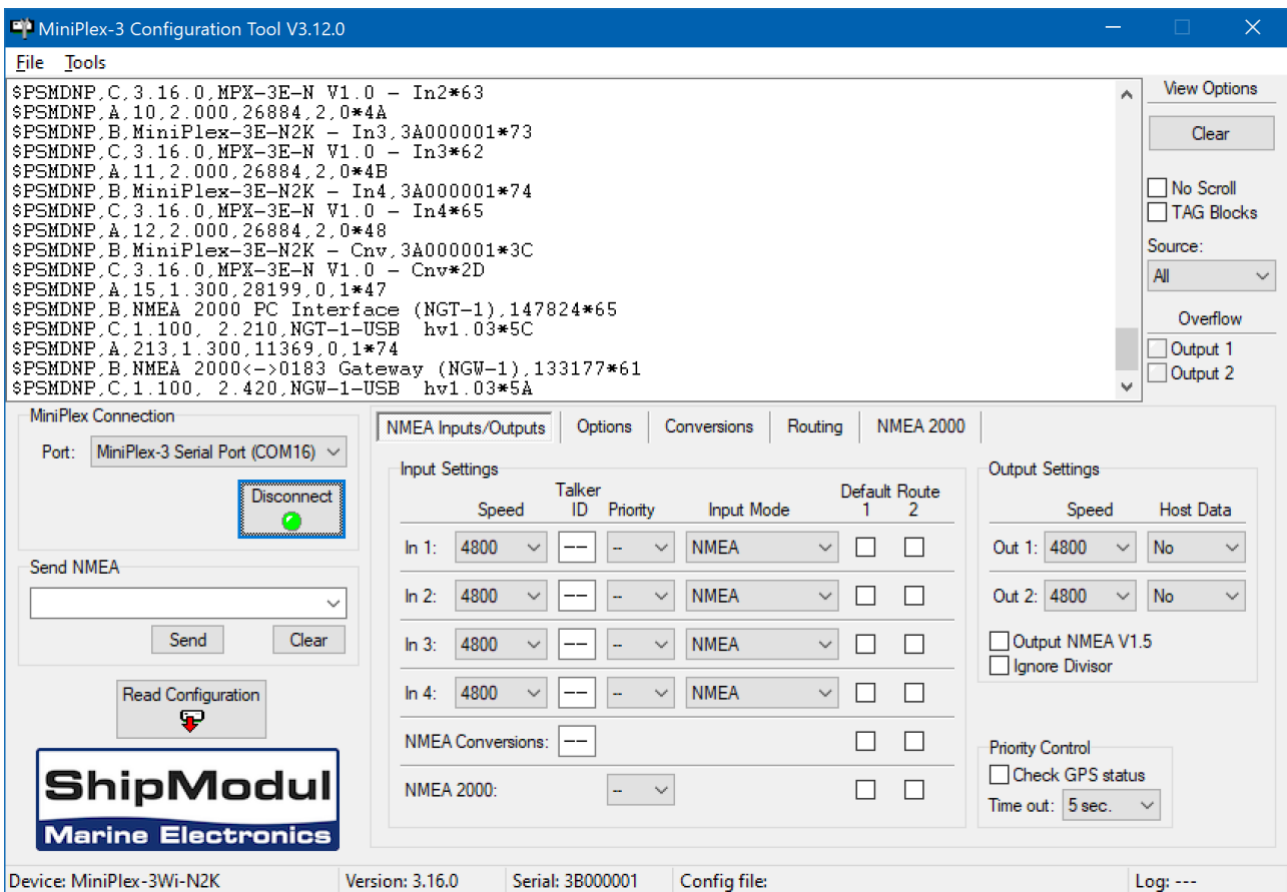 MiniPlex-3 Configuration Tool V3.12.0
File Tools
$PSMDNP,C,3.16.0,MPX-3E-N V1.0 - In2*63
$PSMDNP,A,10,2.000,26884,2,0*4A
$PSMDNP,B,MiniPlex-3E-N2K - In3,3A000001*73
$PSMDNP,C,3.16.0,MPX-3E-N V1.0 - In3*62
$PSMDNP,A,11,2.000,26884,2,0*4B
$PSMDNP,B,MiniPlex-3E-N2K - In4,3A000001*74
$PSMDNP,C,3.16.0,MPX-3E-N V1.0 - In4*65
$PSMDNP,A,12,2.000,26884,2,0*48
$PSMDNP,B,MiniPlex-3E-N2K - Cnv,3A000001*3C
$PSMDNP,C,3.16.0,MPX-3E-N V1.0 - Cnv*2D
$PSMDNP,A,15,1.300,28199,0,1*47
$PSMDNP,B,NMEA 2000 PC Interface (NGT-1),147824*65
$PSMDNP,C,1.100, 2.210,NGT-1-USB  hv1.03*5C
$PSMDNP,A,213,1.300,11369,0,1*74
$PSMDNP,B,NMEA 2000<->0183 Gateway (NGW-1),133177*61
$PSMDNP,C,1.100, 2.420,NGW-1-USB  hv1.03*5A
View Options
Clear
No Scroll
TAG Blocks
Source:
All
Overflow
Output 1
Output 2
MiniPlex Connection
Port: MiniPlex-3 Serial Port (COM16)
Disconnect
Send NMEA
Send Clear
Read Configuration
ShipModul
Marine Electronics
NMEA Inputs/Outputs Options Conversions Routing NMEA 2000
Input Settings
Speed Talker ID Priority Input Mode Default Route 1 2
In 1: 4800 -- -- NMEA
In 2: 4800 -- -- NMEA
In 3: 4800 -- -- NMEA
In 4: 4800 -- -- NMEA
NMEA Conversions: --
NMEA 2000: --
Output Settings
Speed Host Data
Out 1: 4800 No
Out 2: 4800 No
Output NMEA V1.5
Ignore Divisor
Priority Control
Check GPS status
Time out: 5 sec.
Device: MiniPlex-3Wi-N2K Version: 3.16.0 Serial: 3B000001 Config file: Log: ---